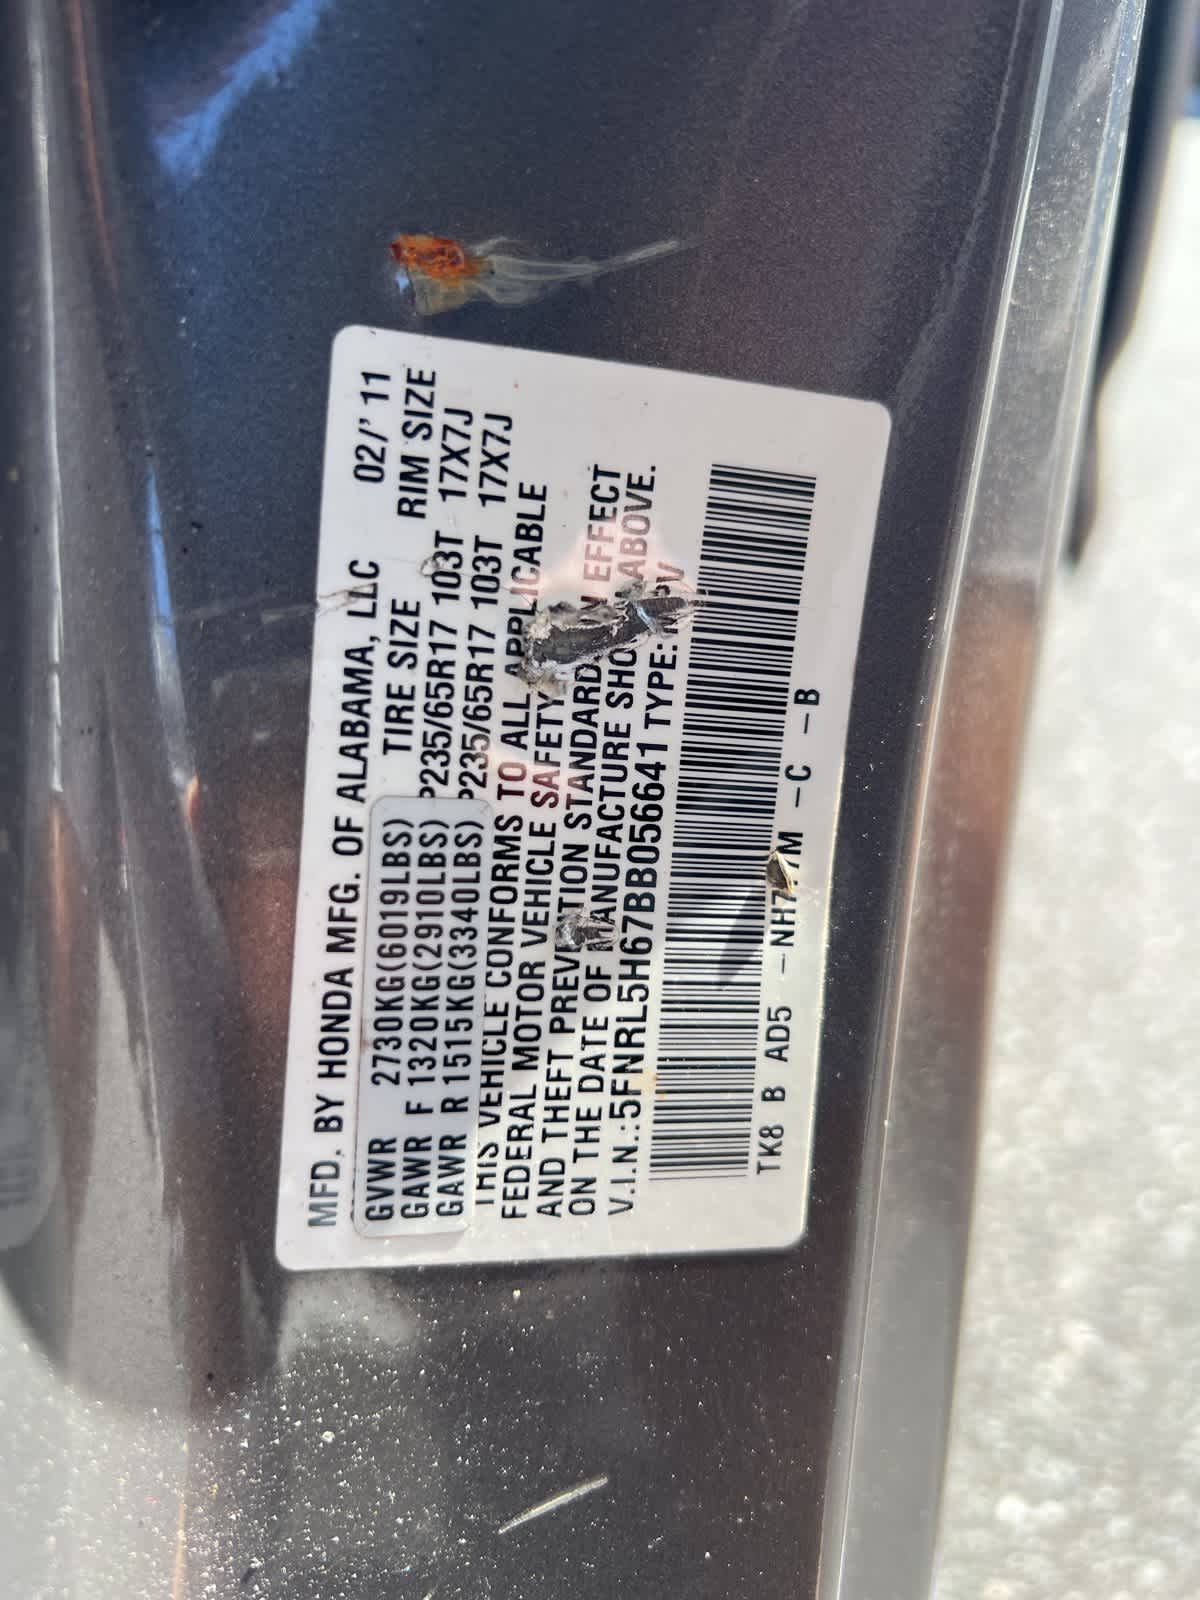 MFD. BY HONDA MFG. OF ALABAMA, LLC 02/' 11
TIRE SIZE RIM SIZE
GVWR 2730KG(6019LBS)
GAWR F 1320KG(2910LBS) P235/65R17 103T 17X7J
GAWR R 1515KG(3340LBS) P235/65R17 103T 17X7J
THIS VEHICLE CONFORMS TO ALL APPLICABLE
FEDERAL MOTOR VEHICLE SAFETY
AND THEFT PREVENTION STANDARDS IN EFFECT
ON THE DATE OF MANUFACTURE SHOWN ABOVE.
V.I.N.:5FNRL5H67BB056641 TYPE:
TK8 B AD5 -C -B